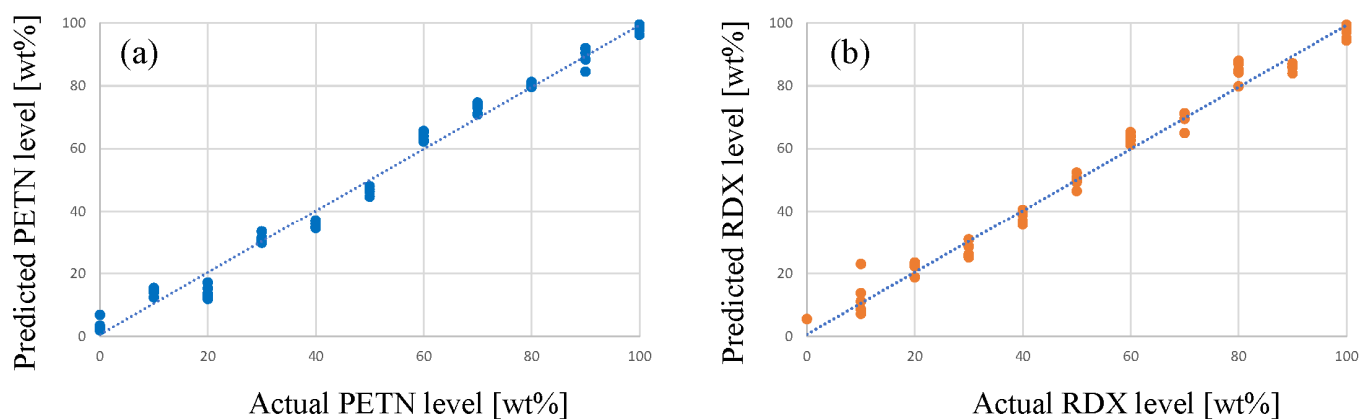 (a)
Predicted PETN level [wt%]
100
80
60
40
20
0
0 20 40 60 80 100
Actual PETN level [wt%]
(b)
Predicted RDX level [wt%]
100
80
60
40
20
0
0 20 40 60 80 100
Actual RDX level [wt%]